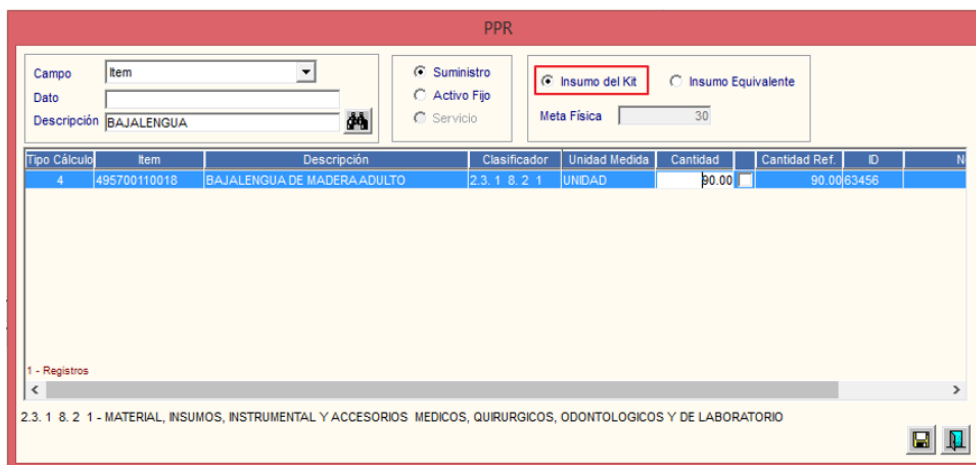 PPR
Campo Item
Dato
Descripción BAJALENGUA
Suministro
Activo Fijo
Servicio
Insumo del Kit Insumo Equivalente
Meta Física 30
Tipo Cálculo Item Descripción Clasificador Unidad Medida Cantidad Cantidad Ref. ID N
4 495700110018 BAJALENGUA DE MADERA ADULTO 2.3. 1 8. 2 1 UNIDAD 90.00 90.00 63456
1 - Registros
2.3. 1 8. 2 1 - MATERIAL, INSUMOS, INSTRUMENTAL Y ACCESORIOS MEDICOS, QUIRURGICOS, ODONTOLOGICOS Y DE LABORATORIO